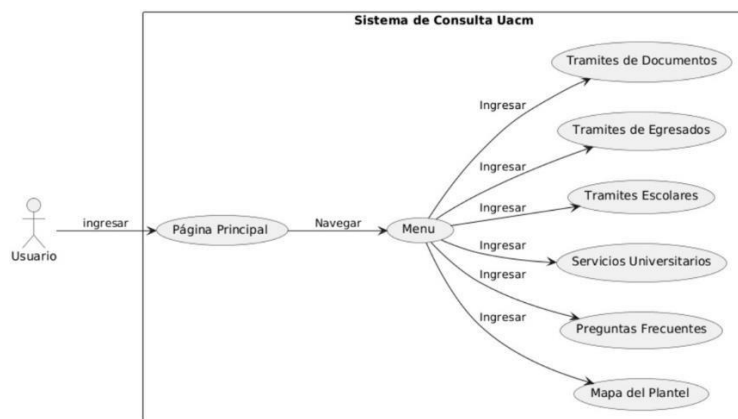 Sistema de Consulta Uacm
Tramites de Documentos
Ingresar
Tramites de Egresados
Ingresar
Tramites Escolares
Ingresar
Usuario
ingresar
Página Principal
Navegar
Menu
Ingresar
Servicios Universitarios
Ingresar
Preguntas Frecuentes
Ingresar
Mapa del Plantel